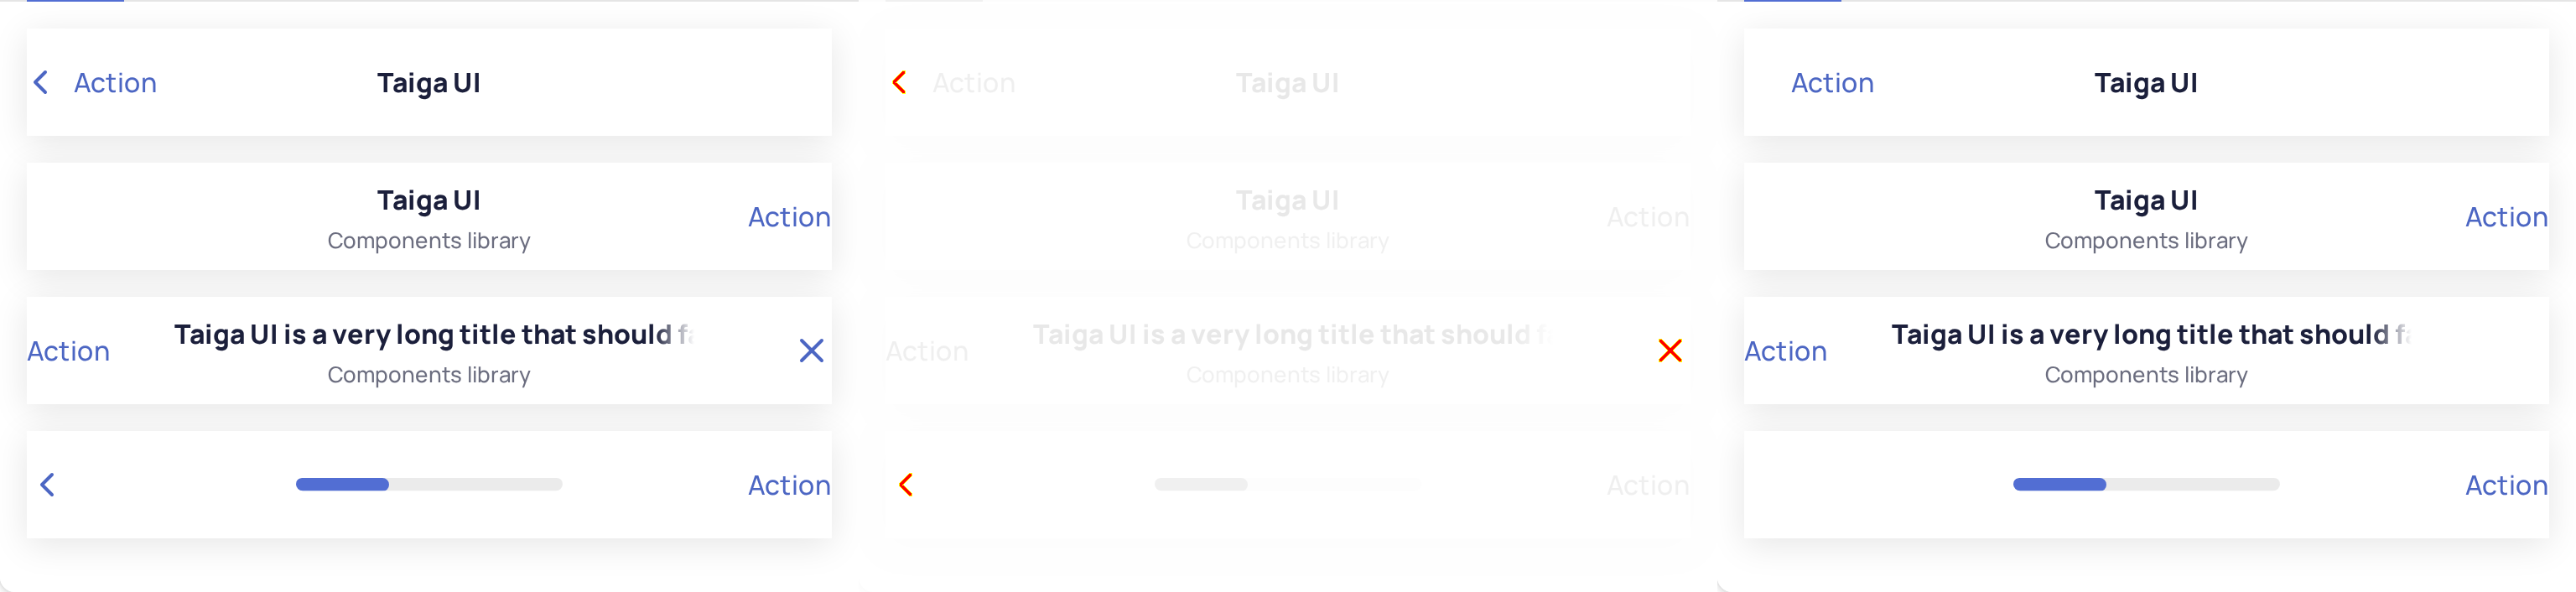 Action Taiga UI
Taiga UI
Components library
Action
Action Taiga UI is a very long title that should fa
Components library
Action
Action Taiga UI
Taiga UI
Components library
Action
Action Taiga UI is a very long title that should f
Components library
Action
Action Taiga UI
Taiga UI
Components library
Action
Action Taiga UI is a very long title that should fa
Components library
Action